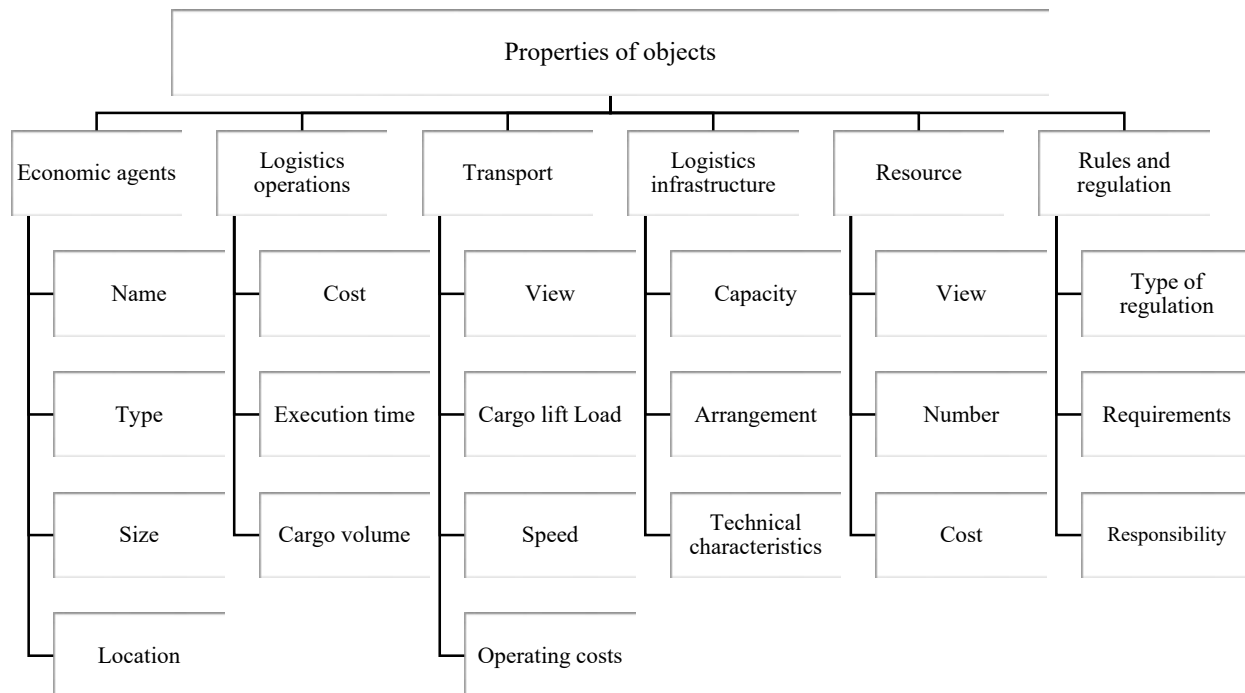 Properties of objects
Economic agents
Name
Type
Size
Location
Logistics
operations
Cost
Execution time
Cargo volume
Transport
View
Cargo lift Load
Speed
Operating costs
Logistics
infrastructure
Capacity
Arrangement
Technical
characteristics
Resource
View
Number
Cost
Rules and
regulation
Type of
regulation
Requirements
Responsibility